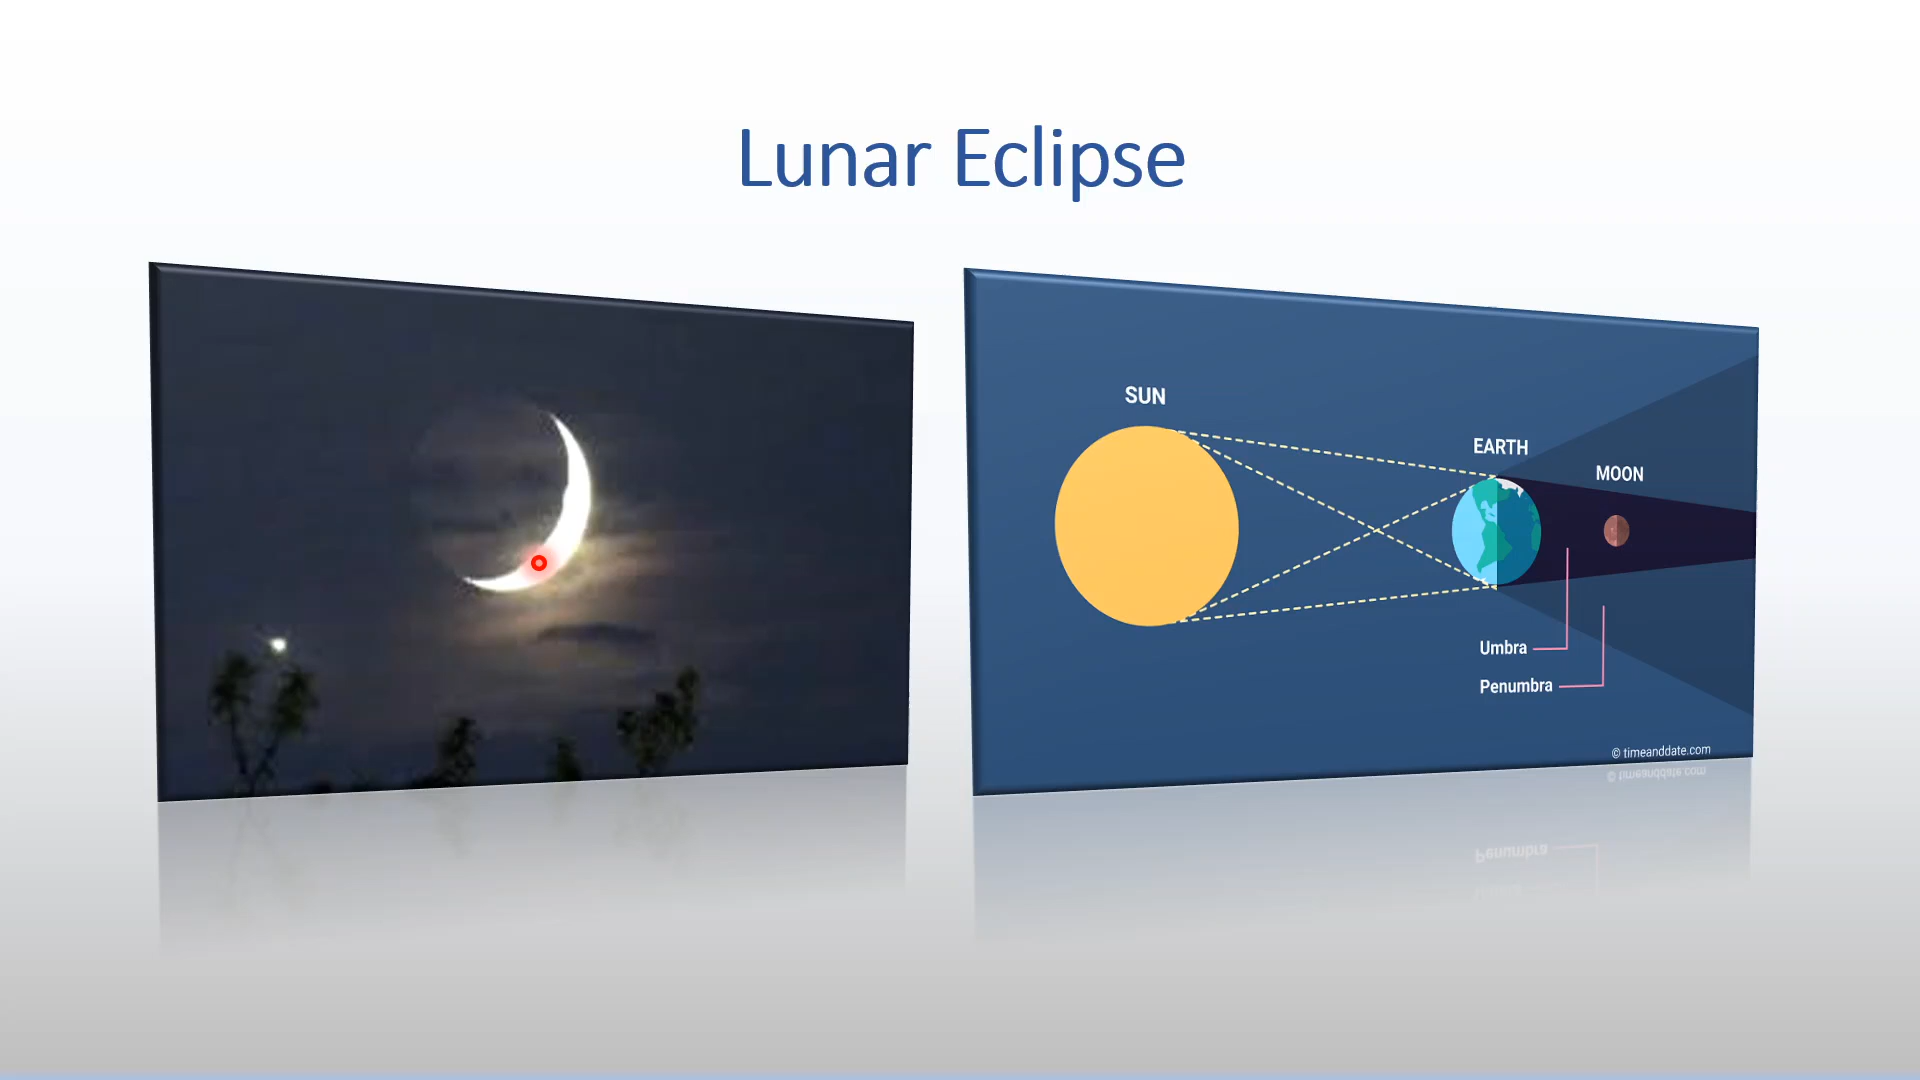 Lunar Eclipse
SUN
EARTH
MOON
Umbra
Penumbra
© timeanddate.com